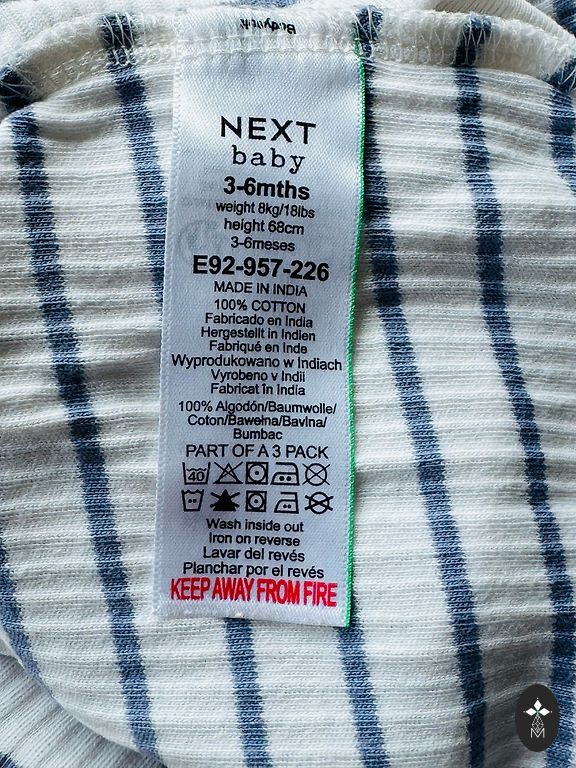 NEXT
baby
3-6mths
weight 8kg/18lbs
height 68cm
3-6meses
E92-957-226
MADE IN INDIA
100% COTTON
Fabricado en India
Hergestellt in Indien
Fabriqué en Inde
Wyprodukowano w Indiach
Vyrobeno v Indii
Fabricat în India
100% Algodón/Baumwolle/
Coton/Bawełna/Bavlna/
Bumbac
PART OF A 3 PACK
40
Wash inside out
Iron on reverse
Lavar del revés
Planchar por el revés
KEEP AWAY FROM FIRE
M